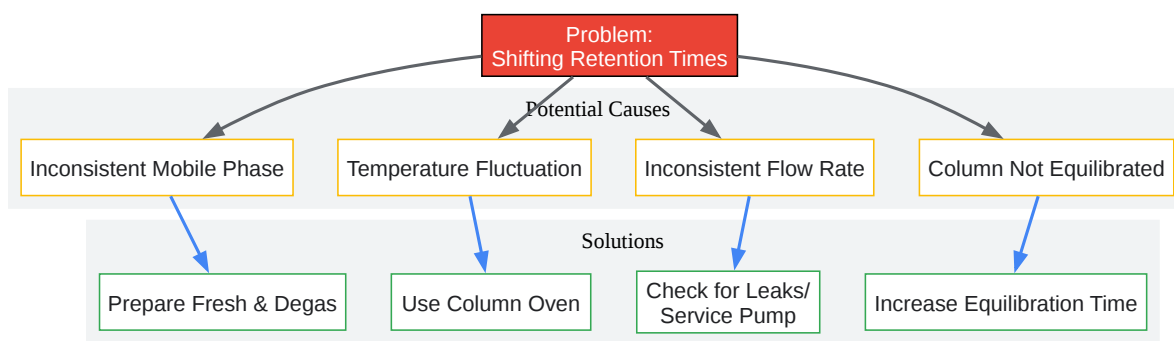 Problem:
Shifting Retention Times
Potential Causes
Inconsistent Mobile Phase
Temperature Fluctuation
Inconsistent Flow Rate
Column Not Equilibrated
Solutions
Prepare Fresh & Degas
Use Column Oven
Check for Leaks/
Service Pump
Increase Equilibration Time